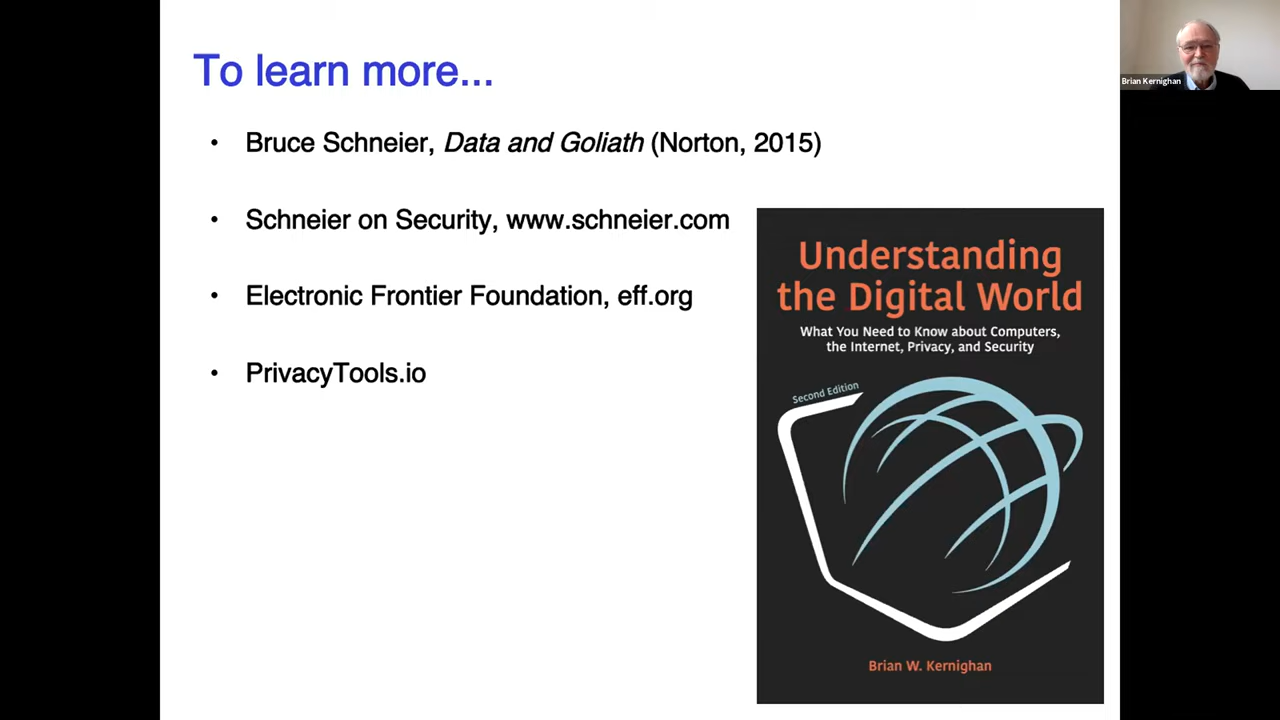 To learn more...
• Bruce Schneier, Data and Goliath (Norton, 2015)
• Schneier on Security, www.schneier.com
• Electronic Frontier Foundation, eff.org
• PrivacyTools.io
Understanding
the Digital World
What You Need to Know about Computers,
the Internet, Privacy, and Security
Second Edition
Brian W. Kernighan
Brian Kernighan